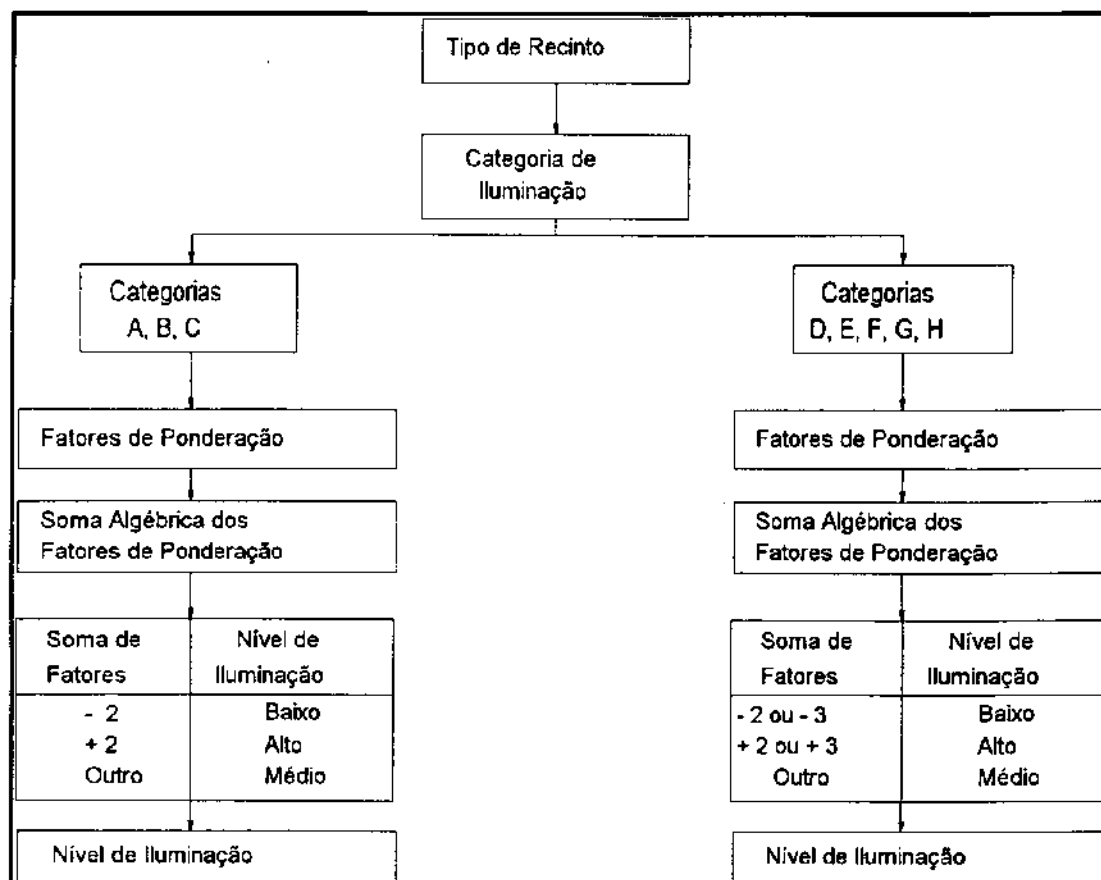 Tipo de Recinto
Categoria de
Iluminação
Categorias
A, B, C
Fatores de Ponderação
Soma Algébrica dos
Fatores de Ponderação
Soma de
Fatores
Nível de
Iluminação
- 2
Baixo
+ 2
Alto
Outro
Médio
Nível de Iluminação
Categorias
D, E, F, G, H
Fatores de Ponderação
Soma Algébrica dos
Fatores de Ponderação
Soma de
Fatores
Nível de
Iluminação
- 2 ou - 3
Baixo
+ 2 ou + 3
Alto
Outro
Médio
Nível de Iluminação